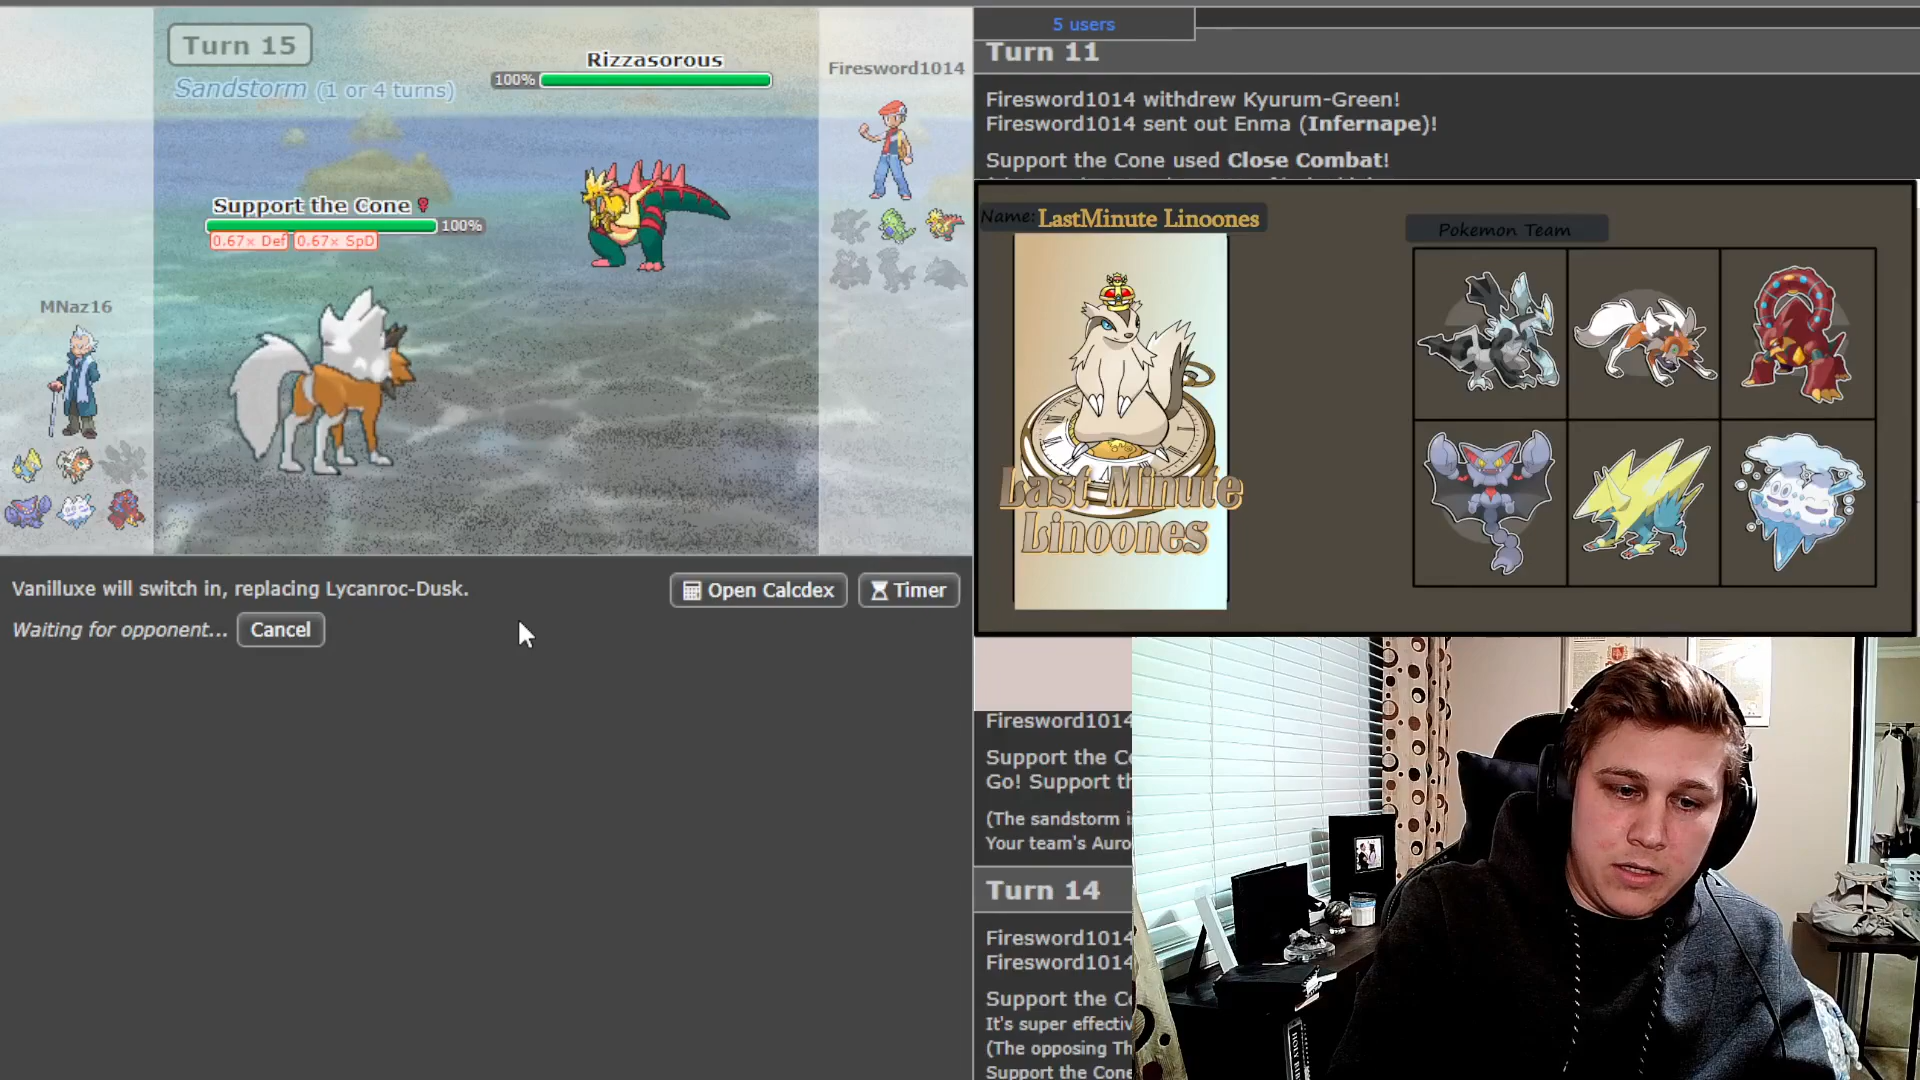 Turn 15
Sandstorm (1 or 4 turns)
Rizzasorous
100%
Firesword1014
Support the Cone
100%
0.67× Def 0.67× SpD
MNaz16
Vanilluxe will switch in, replacing Lycanroc-Dusk.
Open Calcdex
Timer
Waiting for opponent...
Cancel
5 users
Turn 11
Firesword1014 withdrew Kyurum-Green!
Firesword1014 sent out Enma (Infernape)!
Support the Cone used Close Combat!
Name: LastMinute Linoones
Pokemon Team
Last Minute
Linoones
Firesword1014
Support the Co
Go! Support th
(The sandstorm i
Your team's Auro
Turn 14
Firesword1014
Firesword1014
Support the Co
It's super effectiv
(The opposing Th
Support the Cone